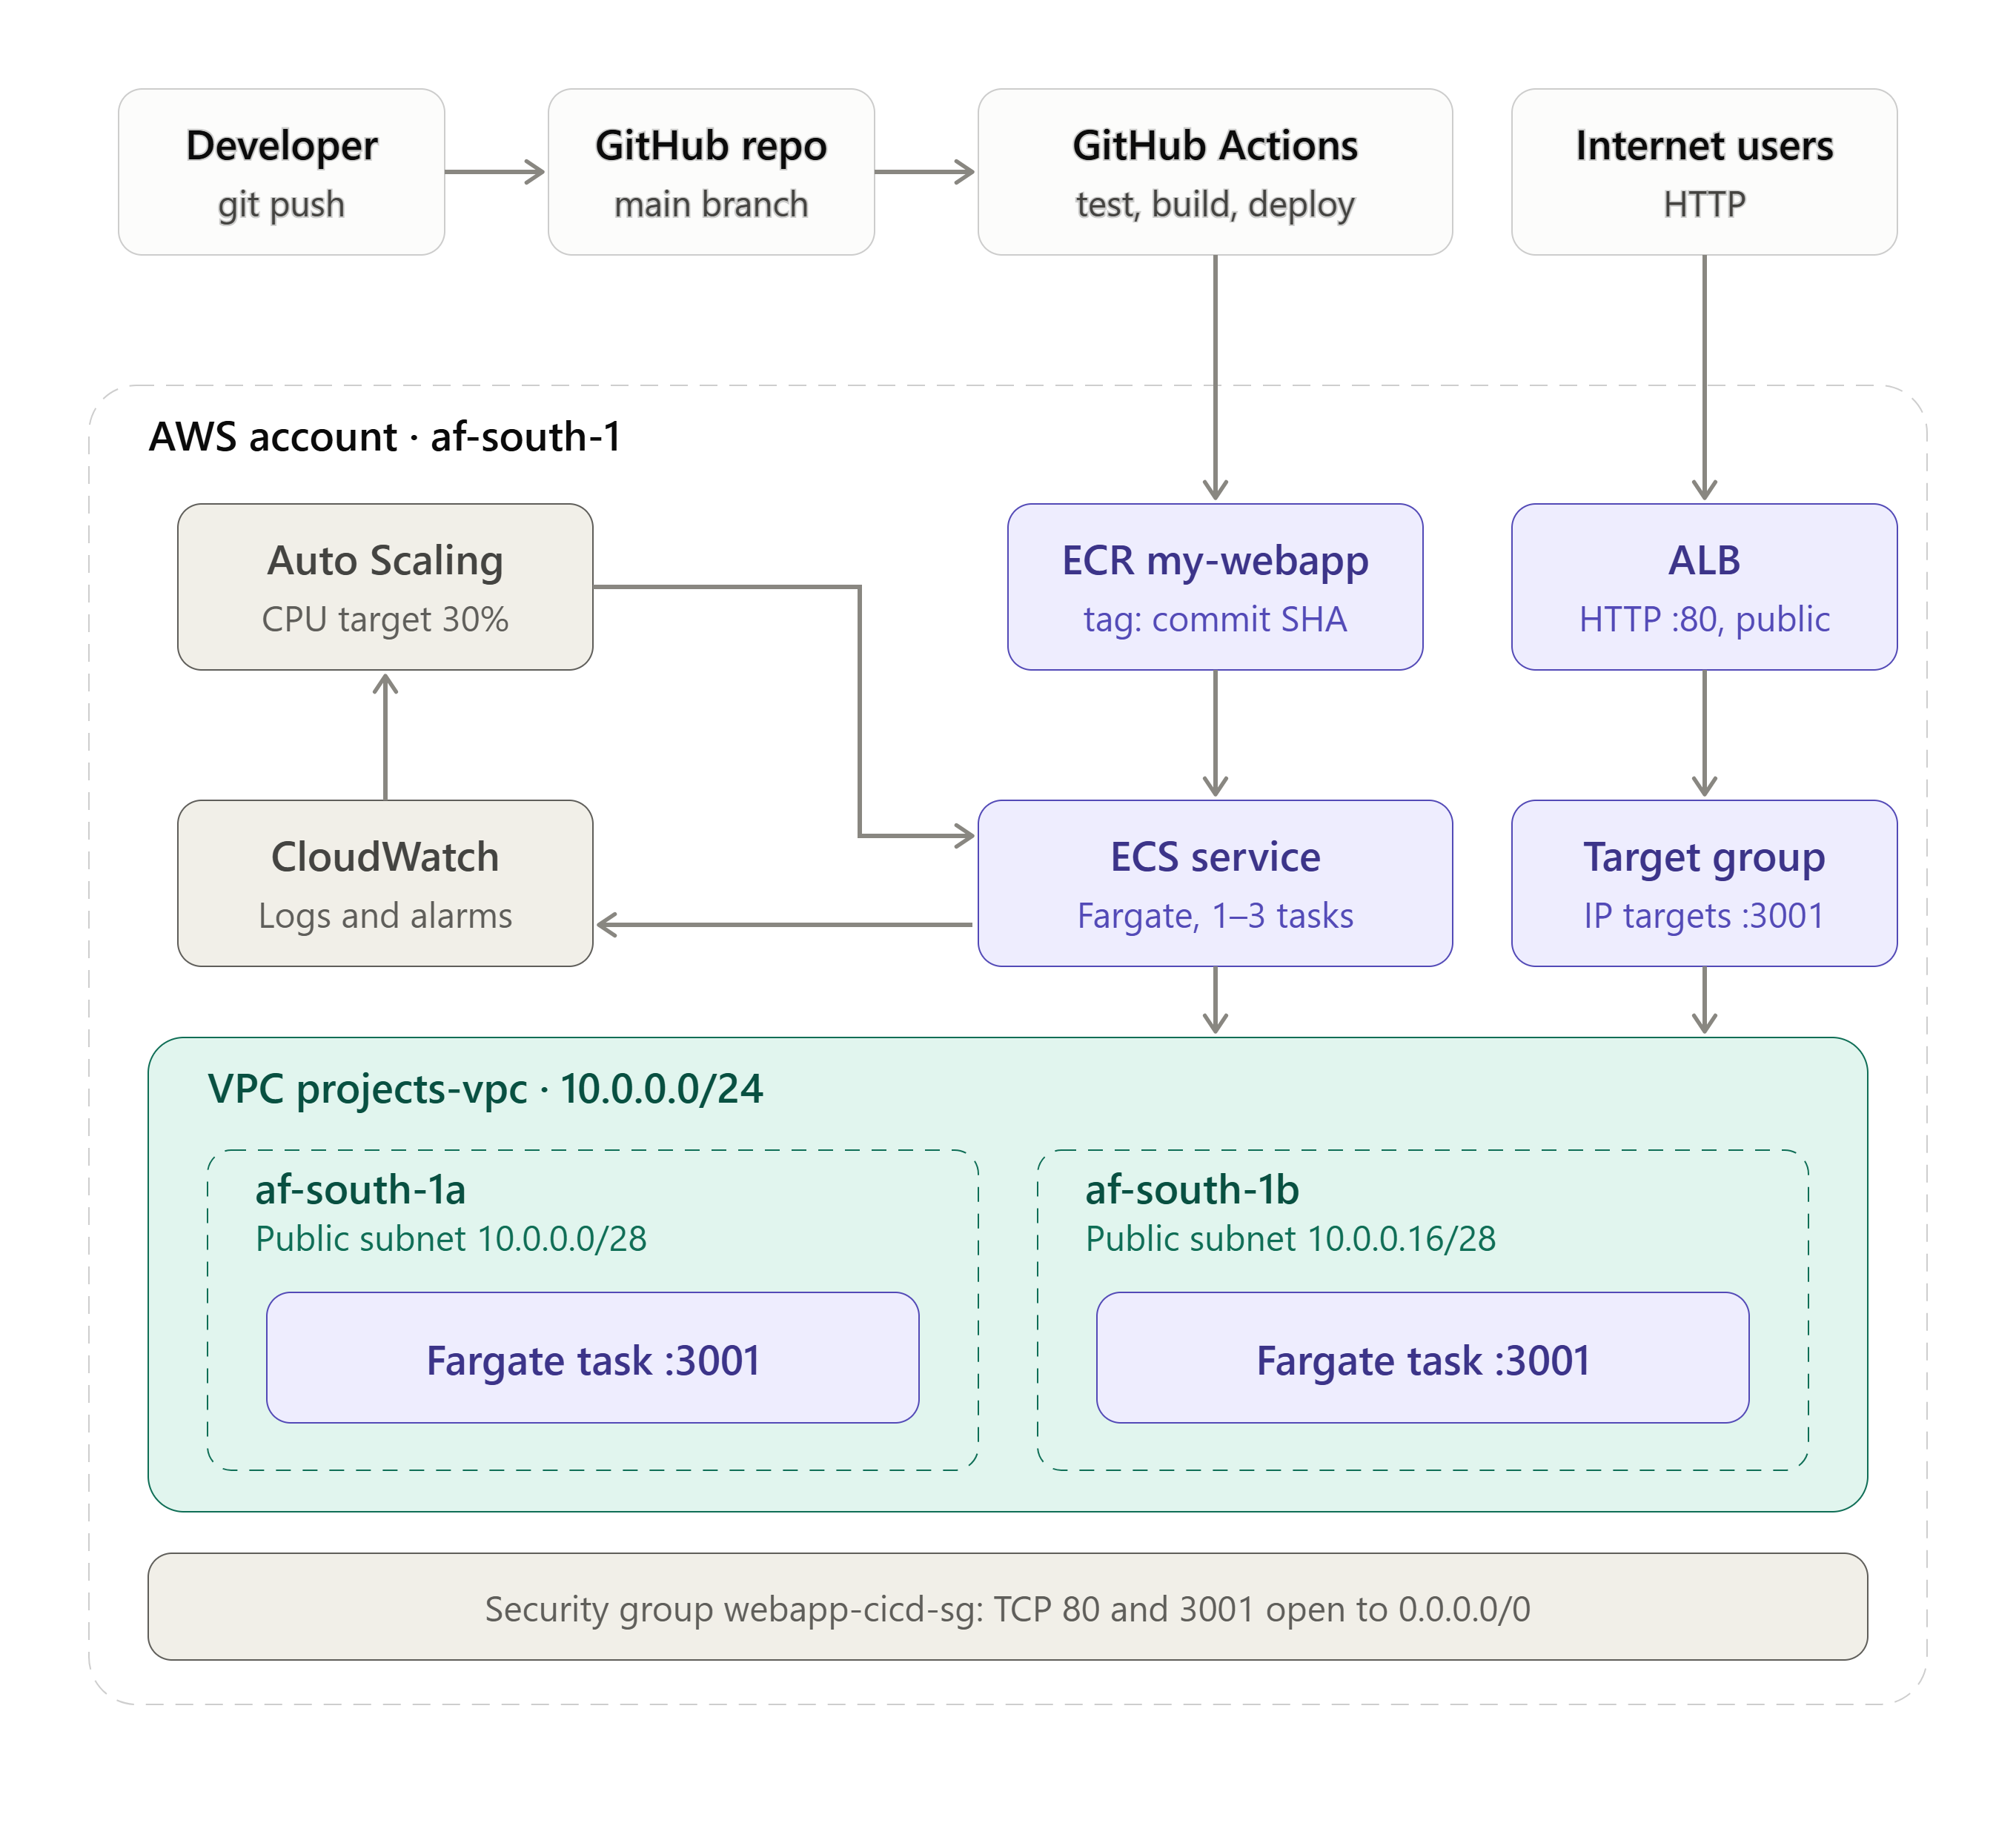 Developer
git push
GitHub repo
main branch
GitHub Actions
test, build, deploy
Internet users
HTTP
AWS account · af-south-1
Auto Scaling
CPU target 30%
ECR my-webapp
tag: commit SHA
ALB
HTTP :80, public
CloudWatch
Logs and alarms
ECS service
Fargate, 1–3 tasks
Target group
IP targets :3001
VPC projects-vpc · 10.0.0.0/24
af-south-1a
Public subnet 10.0.0.0/28
Fargate task :3001
af-south-1b
Public subnet 10.0.0.16/28
Fargate task :3001
Security group webapp-cicd-sg: TCP 80 and 3001 open to 0.0.0.0/0